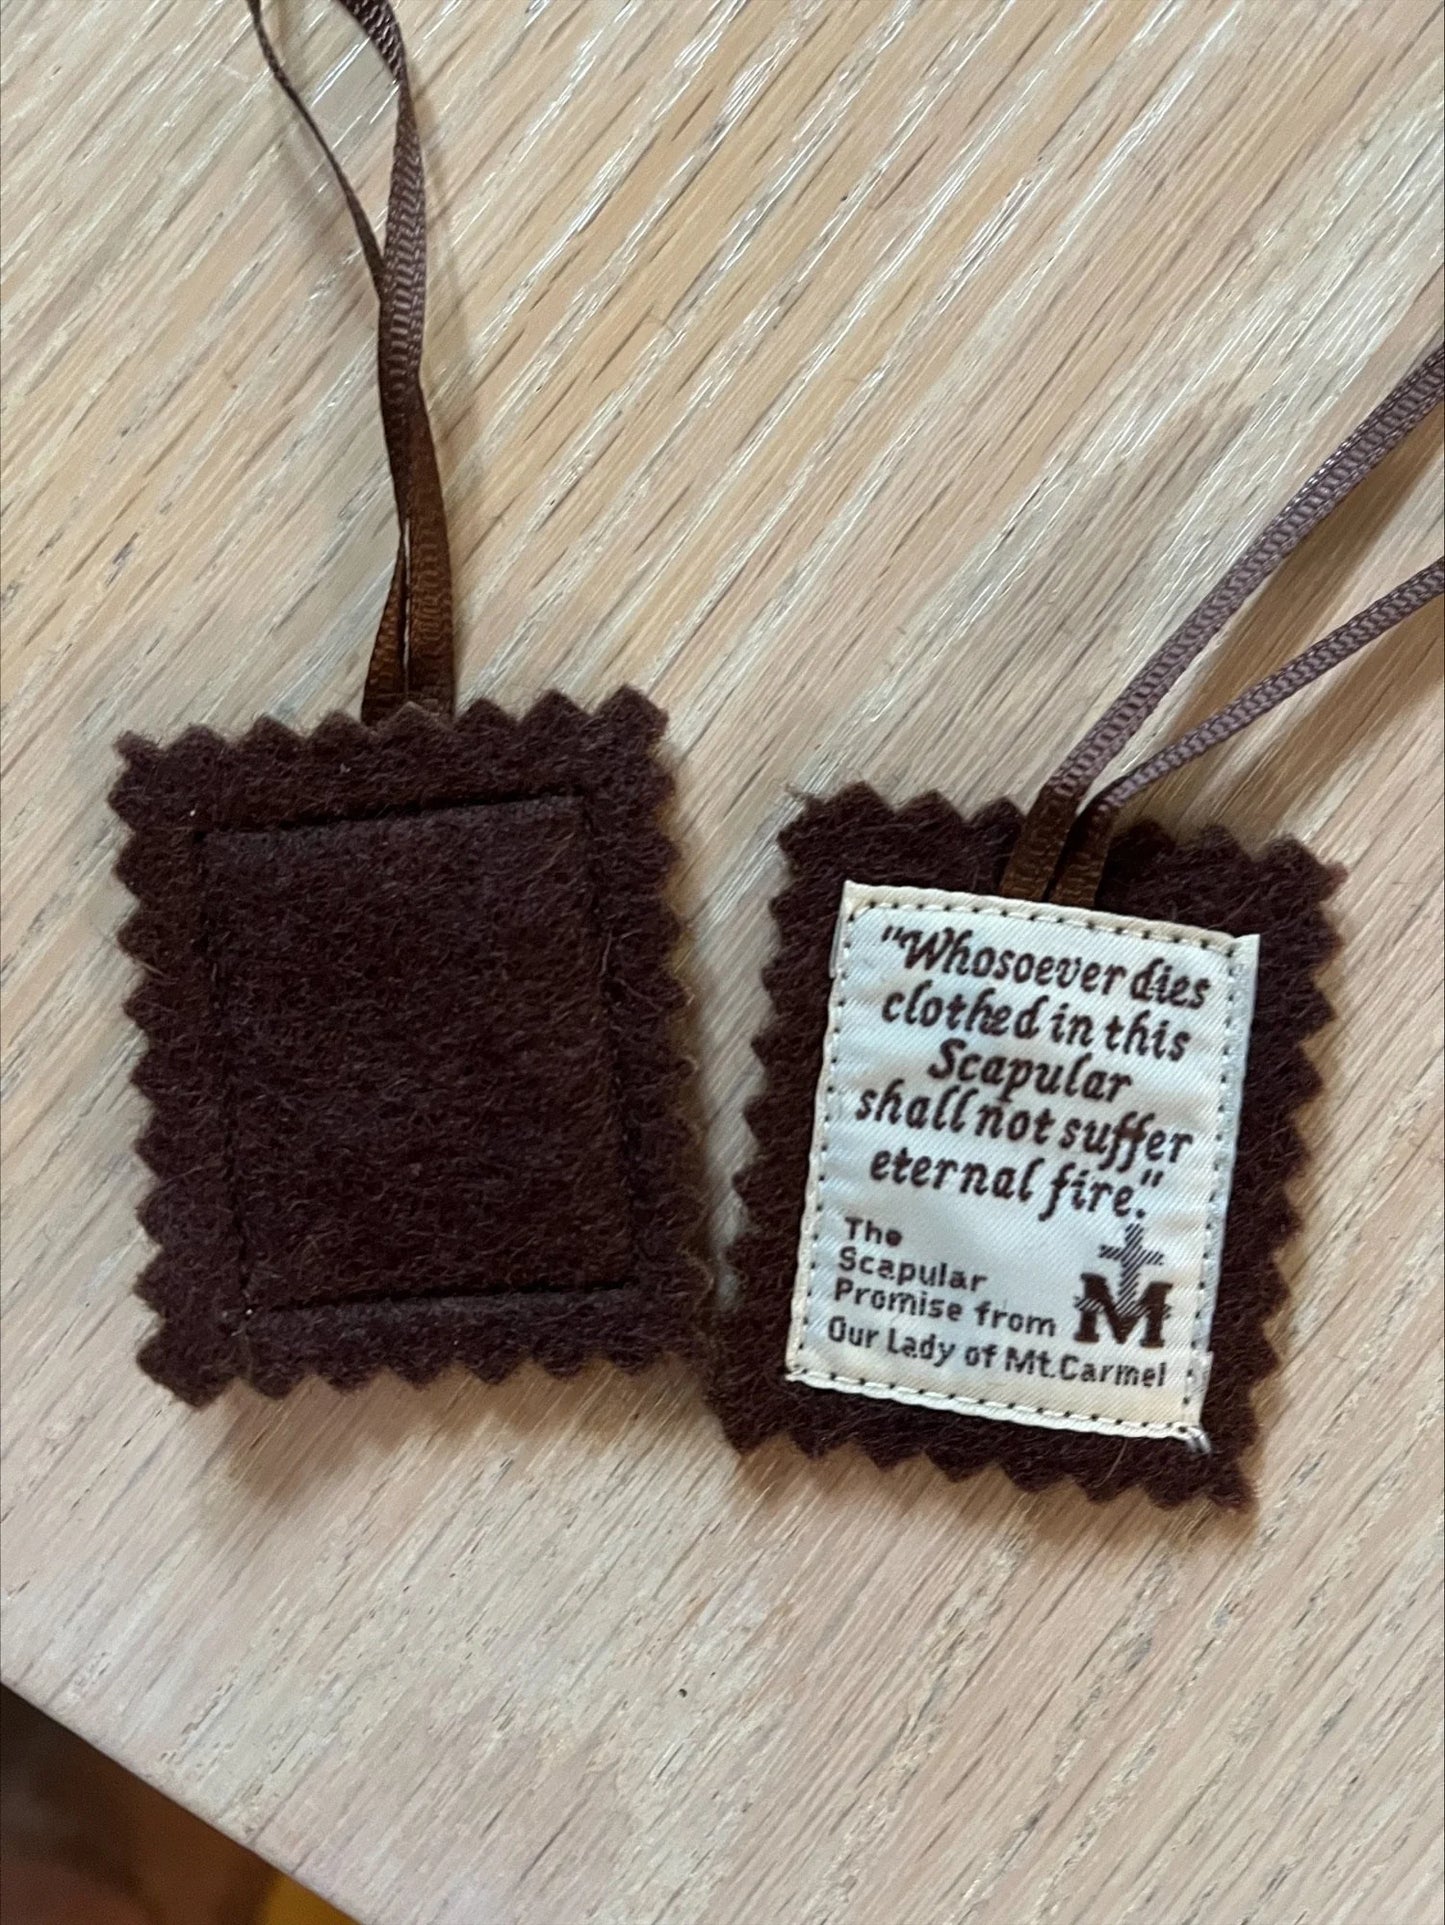 "Whosoever dies
clothed in this
Scapular
shall not suffer
eternal fire."
The
Scapular
Promise from
Our Lady of Mt.Carmel
M